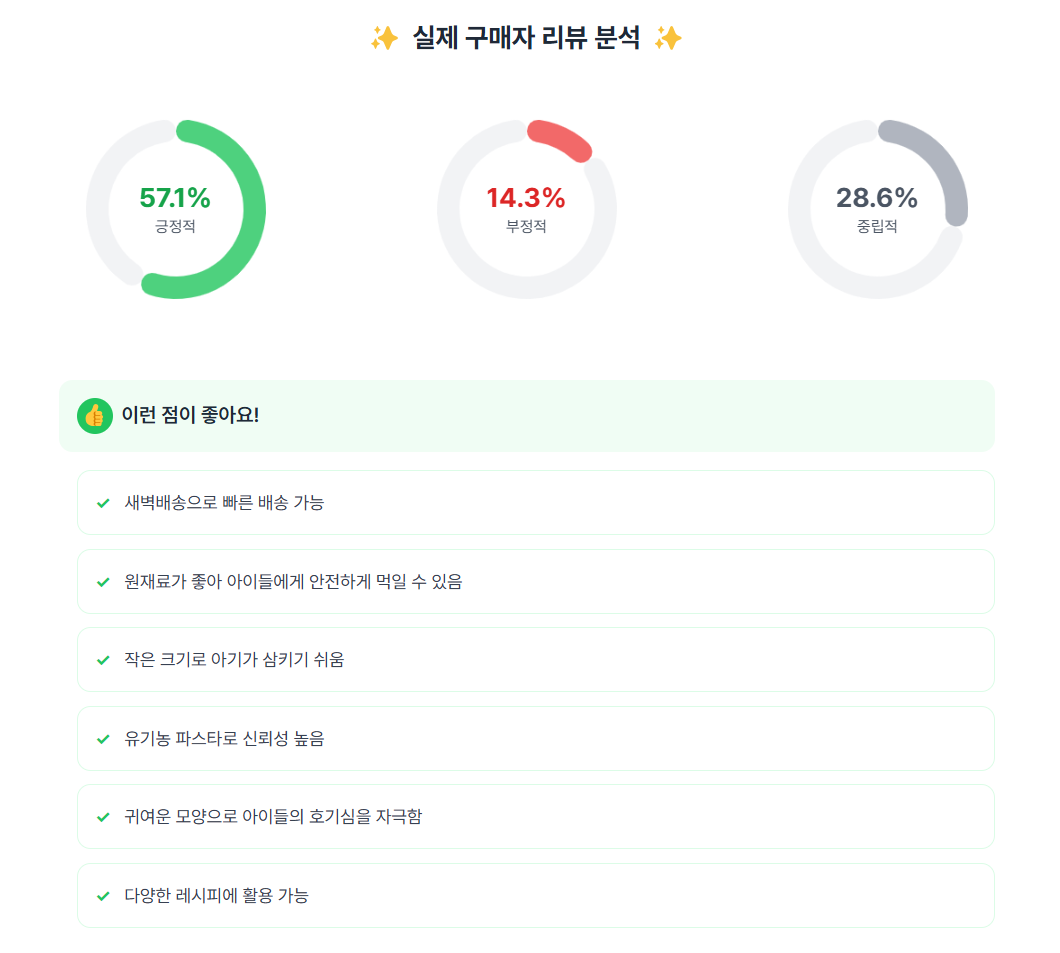 ✨ 실제 구매자 리뷰 분석 ✨
57.1%
긍정적
14.3%
부정적
28.6%
중립적
👍 이런 점이 좋아요!
✓ 새벽배송으로 빠른 배송 가능
✓ 원재료가 좋아 아이들에게 안전하게 먹일 수 있음
✓ 작은 크기로 아기가 삼키기 쉬움
✓ 유기농 파스타로 신뢰성 높음
✓ 귀여운 모양으로 아이들의 호기심을 자극함
✓ 다양한 레시피에 활용 가능